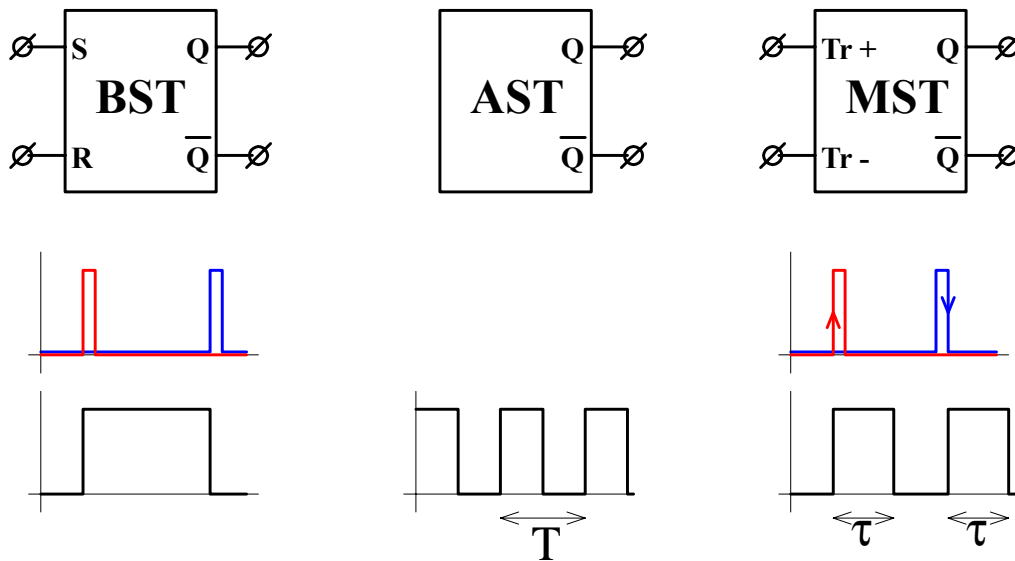 S Q
BST
R Q̅
Q
AST
Q̅
Tr + Q
MST
Tr - Q̅
T
τ τ